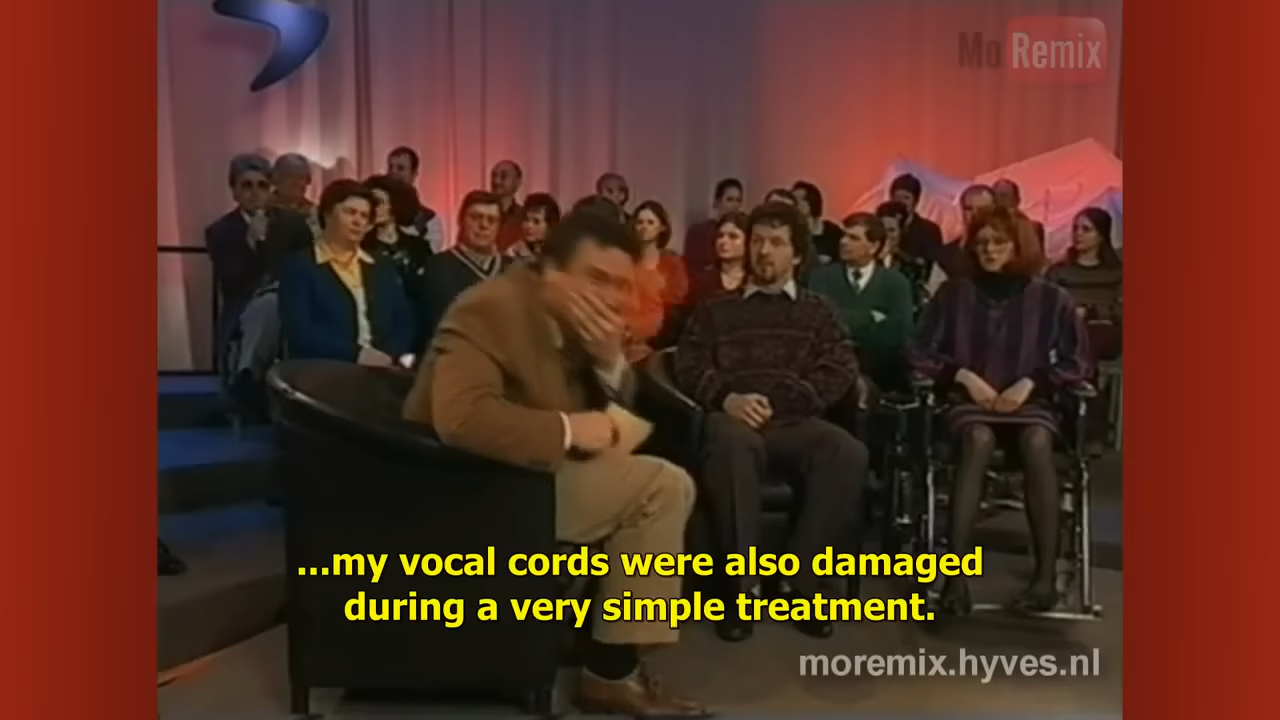 Mo Remix
...my vocal cords were also damaged
during a very simple treatment.
moremix.hyves.nl